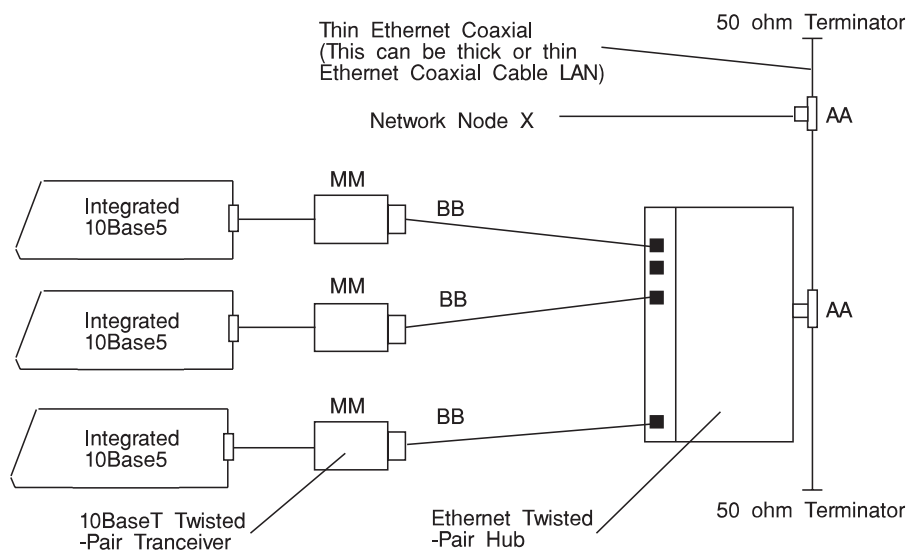 Thin Ethernet Coaxial
(This can be thick or thin
Ethernet Coaxial Cable LAN)
50 ohm Terminator
Network Node X
AA
MM
BB
Integrated
10Base5
MM
BB
Integrated
10Base5
AA
MM
BB
Integrated
10Base5
10BaseT Twisted
-Pair Tranceiver
Ethernet Twisted
-Pair Hub
50 ohm Terminator